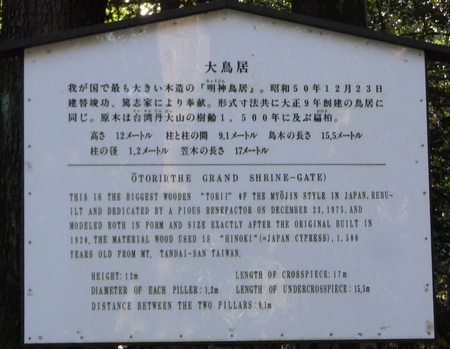 大鳥居
我が国で最も大きい木造の「明神鳥居」。昭和50年12月23日
建替竣功、篤志家により奉献。形式寸法共に大正9年創建の鳥居に
同じ。原木は台湾丹大山の樹齢1,500年に及ぶ扁柏。
高さ 12メートル 柱と柱の間 9,1メートル 島木の長さ 15,5メートル
柱の径 1,2メートル 笠木の長さ 17メートル
ŌTORII(THE GRAND SHRINE-GATE)
THIS IS THE BIGGEST WOODEN "TORII" OF THE MYŌJIN STYLE IN JAPAN, REBU-
ILT AND DEDICATED BY A PIOUS BENEFACTOR ON DECEMBER 23, 1975, AND
MODELED BOTH IN FORM AND SIZE EXACTLY AFTER THE ORIGINAL BUILT IN
1920, THE MATERIAL WOOD USED IS "HINOKI"(=JAPAN CYPRESS), 1,500
YEARS OLD FROM MT. TANDAI-SAN TAIWAN.
HEIGHT: 12m LENGTH OF CROSSPIECE: 17m
DIAMETER OF EACH PILLER: 1,2m LENGTH OF UNDERCROSSPIECE: 15,5m
DISTANCE BETWEEN THE TWO PILLARS: 9,1m